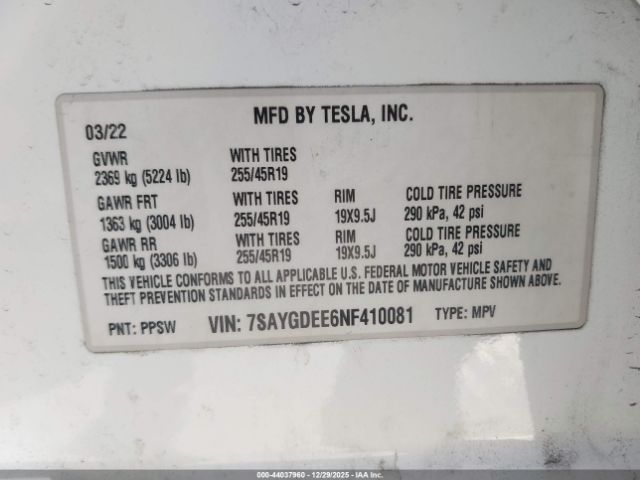 MFD BY TESLA, INC.
03/22
GVWR WITH TIRES
2369 kg (5224 lb) 255/45R19
GAWR FRT WITH TIRES RIM COLD TIRE PRESSURE
1363 kg (3004 lb) 255/45R19 19X9.5J 290 kPa, 42 psi
GAWR RR WITH TIRES RIM COLD TIRE PRESSURE
1500 kg (3306 lb) 255/45R19 19X9.5J 290 kPa, 42 psi
THIS VEHICLE CONFORMS TO ALL APPLICABLE U.S. FEDERAL MOTOR VEHICLE SAFETY AND
THEFT PREVENTION STANDARDS IN EFFECT ON THE DATE OF MANUFACTURE SHOWN ABOVE.
PNT: PPSW VIN: 7SAYGDEE6NF410081 TYPE: MPV
000-44037960 - 12/29/2025 - IAA Inc.